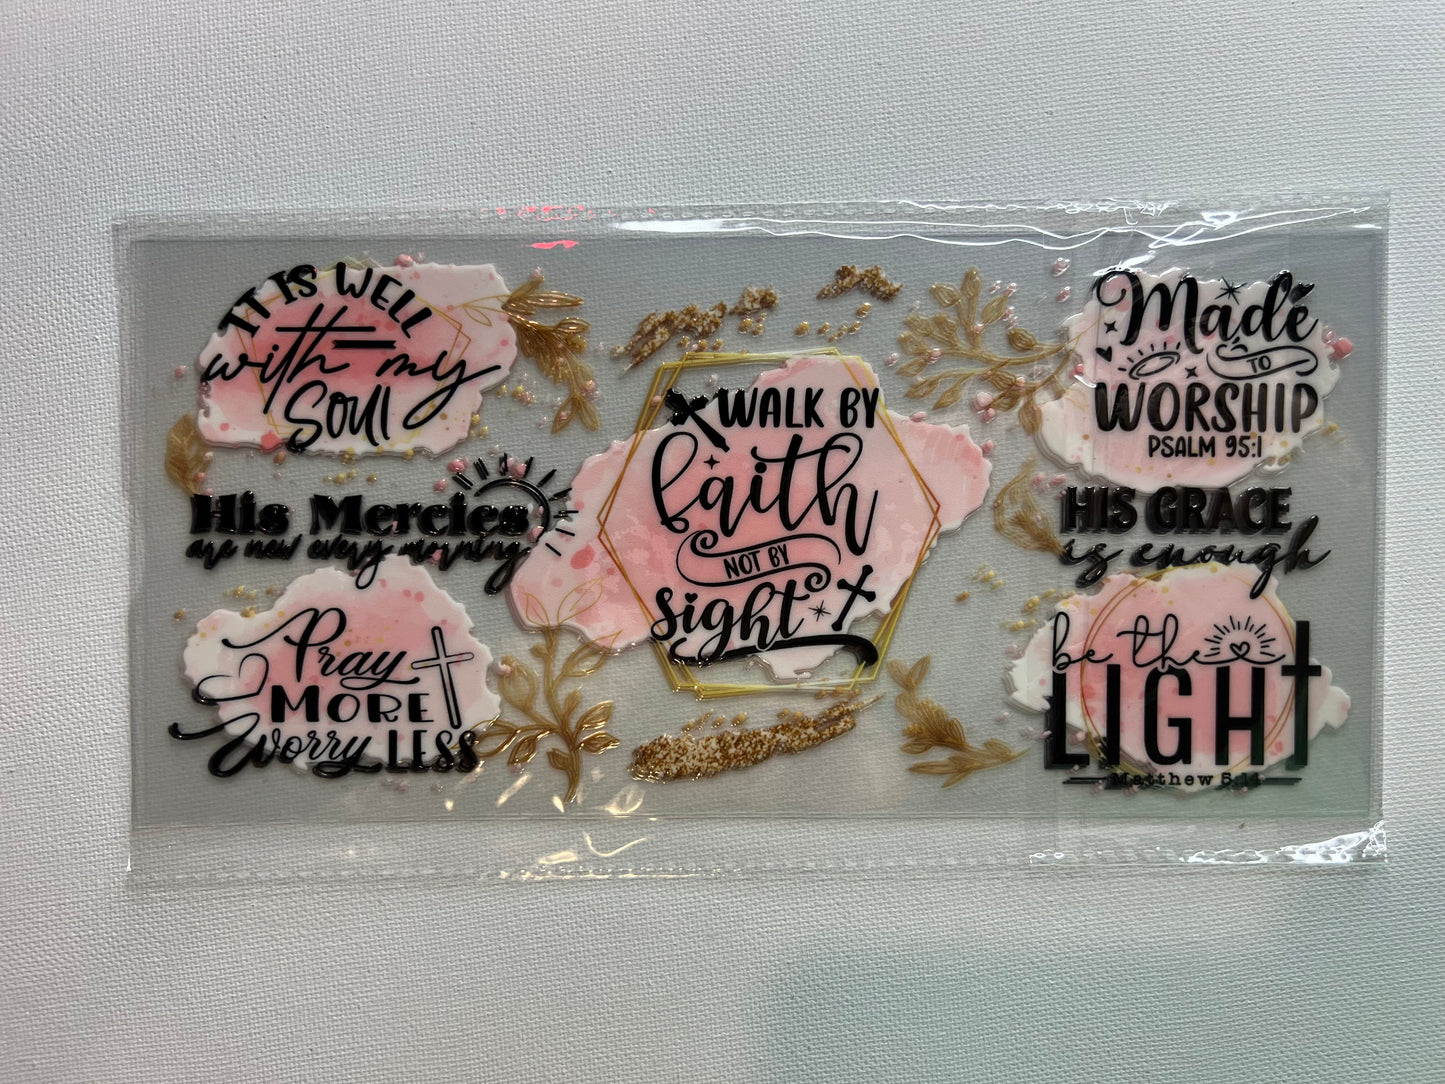 IT IS WELL
with my
SOUL
His Mercies
are new every morning
Pray
MORE
Worry LESS
WALK BY
faith
NOT BY
sight
Made
TO
WORSHIP
PSALM 95:1
HIS GRACE
is enough
be the
LIGHT
Matthew 5:14